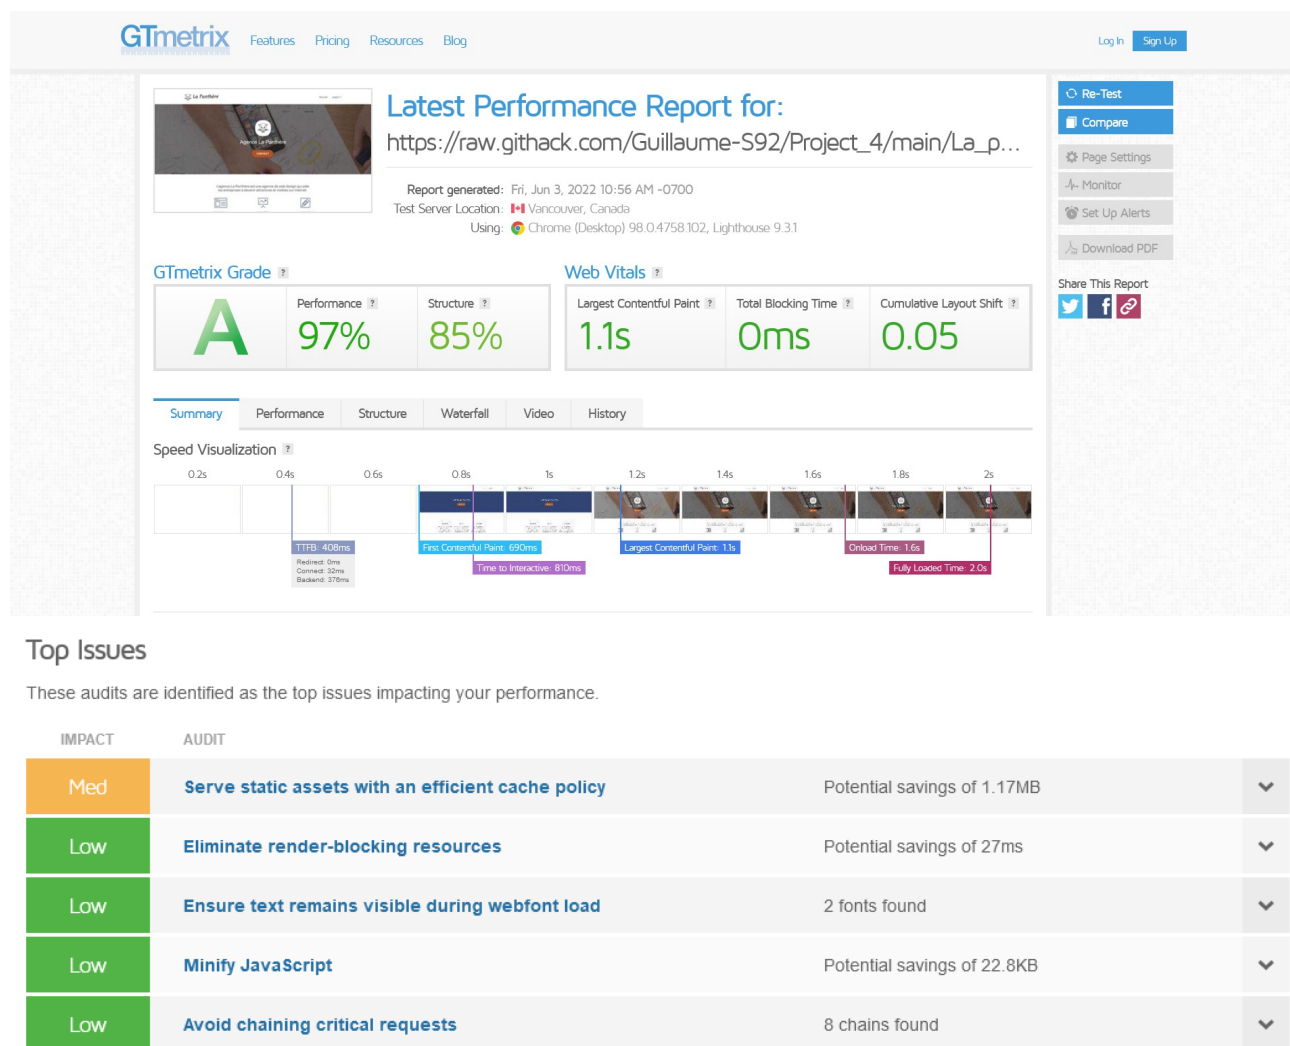 GTmetrix Features Pricing Resources Blog Log In Sign Up
La Panthère
Agence La Panthère
Latest Performance Report for:
https://raw.githack.com/Guillaume-S92/Project_4/main/La_p...
Report generated: Fri, Jun 3, 2022 10:56 AM -0700
Test Server Location: Vancouver, Canada
Using: Chrome (Desktop) 98.0.4758.102, Lighthouse 9.3.1
Re-Test
Compare
Page Settings
Monitor
Set Up Alerts
Download PDF
Share This Report
GTmetrix Grade ?
A
Performance ?
97%
Structure ?
85%
Web Vitals ?
Largest Contentful Paint ?
1.1s
Total Blocking Time ?
0ms
Cumulative Layout Shift ?
0.05
Summary Performance Structure Waterfall Video History
Speed Visualization ?
0.2s 0.4s 0.6s 0.8s 1s 1.2s 1.4s 1.6s 1.8s 2s
TTFB: 408ms
Redirect: 0ms
Connect: 32ms
Backend: 376ms
First Contentful Paint: 690ms
Time to Interactive: 810ms
Largest Contentful Paint: 1.1s
Onload Time: 1.6s
Fully Loaded Time: 2.0s
Top Issues
These audits are identified as the top issues impacting your performance.
IMPACT AUDIT
Med Serve static assets with an efficient cache policy Potential savings of 1.17MB
Low Eliminate render-blocking resources Potential savings of 27ms
Low Ensure text remains visible during webfont load 2 fonts found
Low Minify JavaScript Potential savings of 22.8KB
Low Avoid chaining critical requests 8 chains found